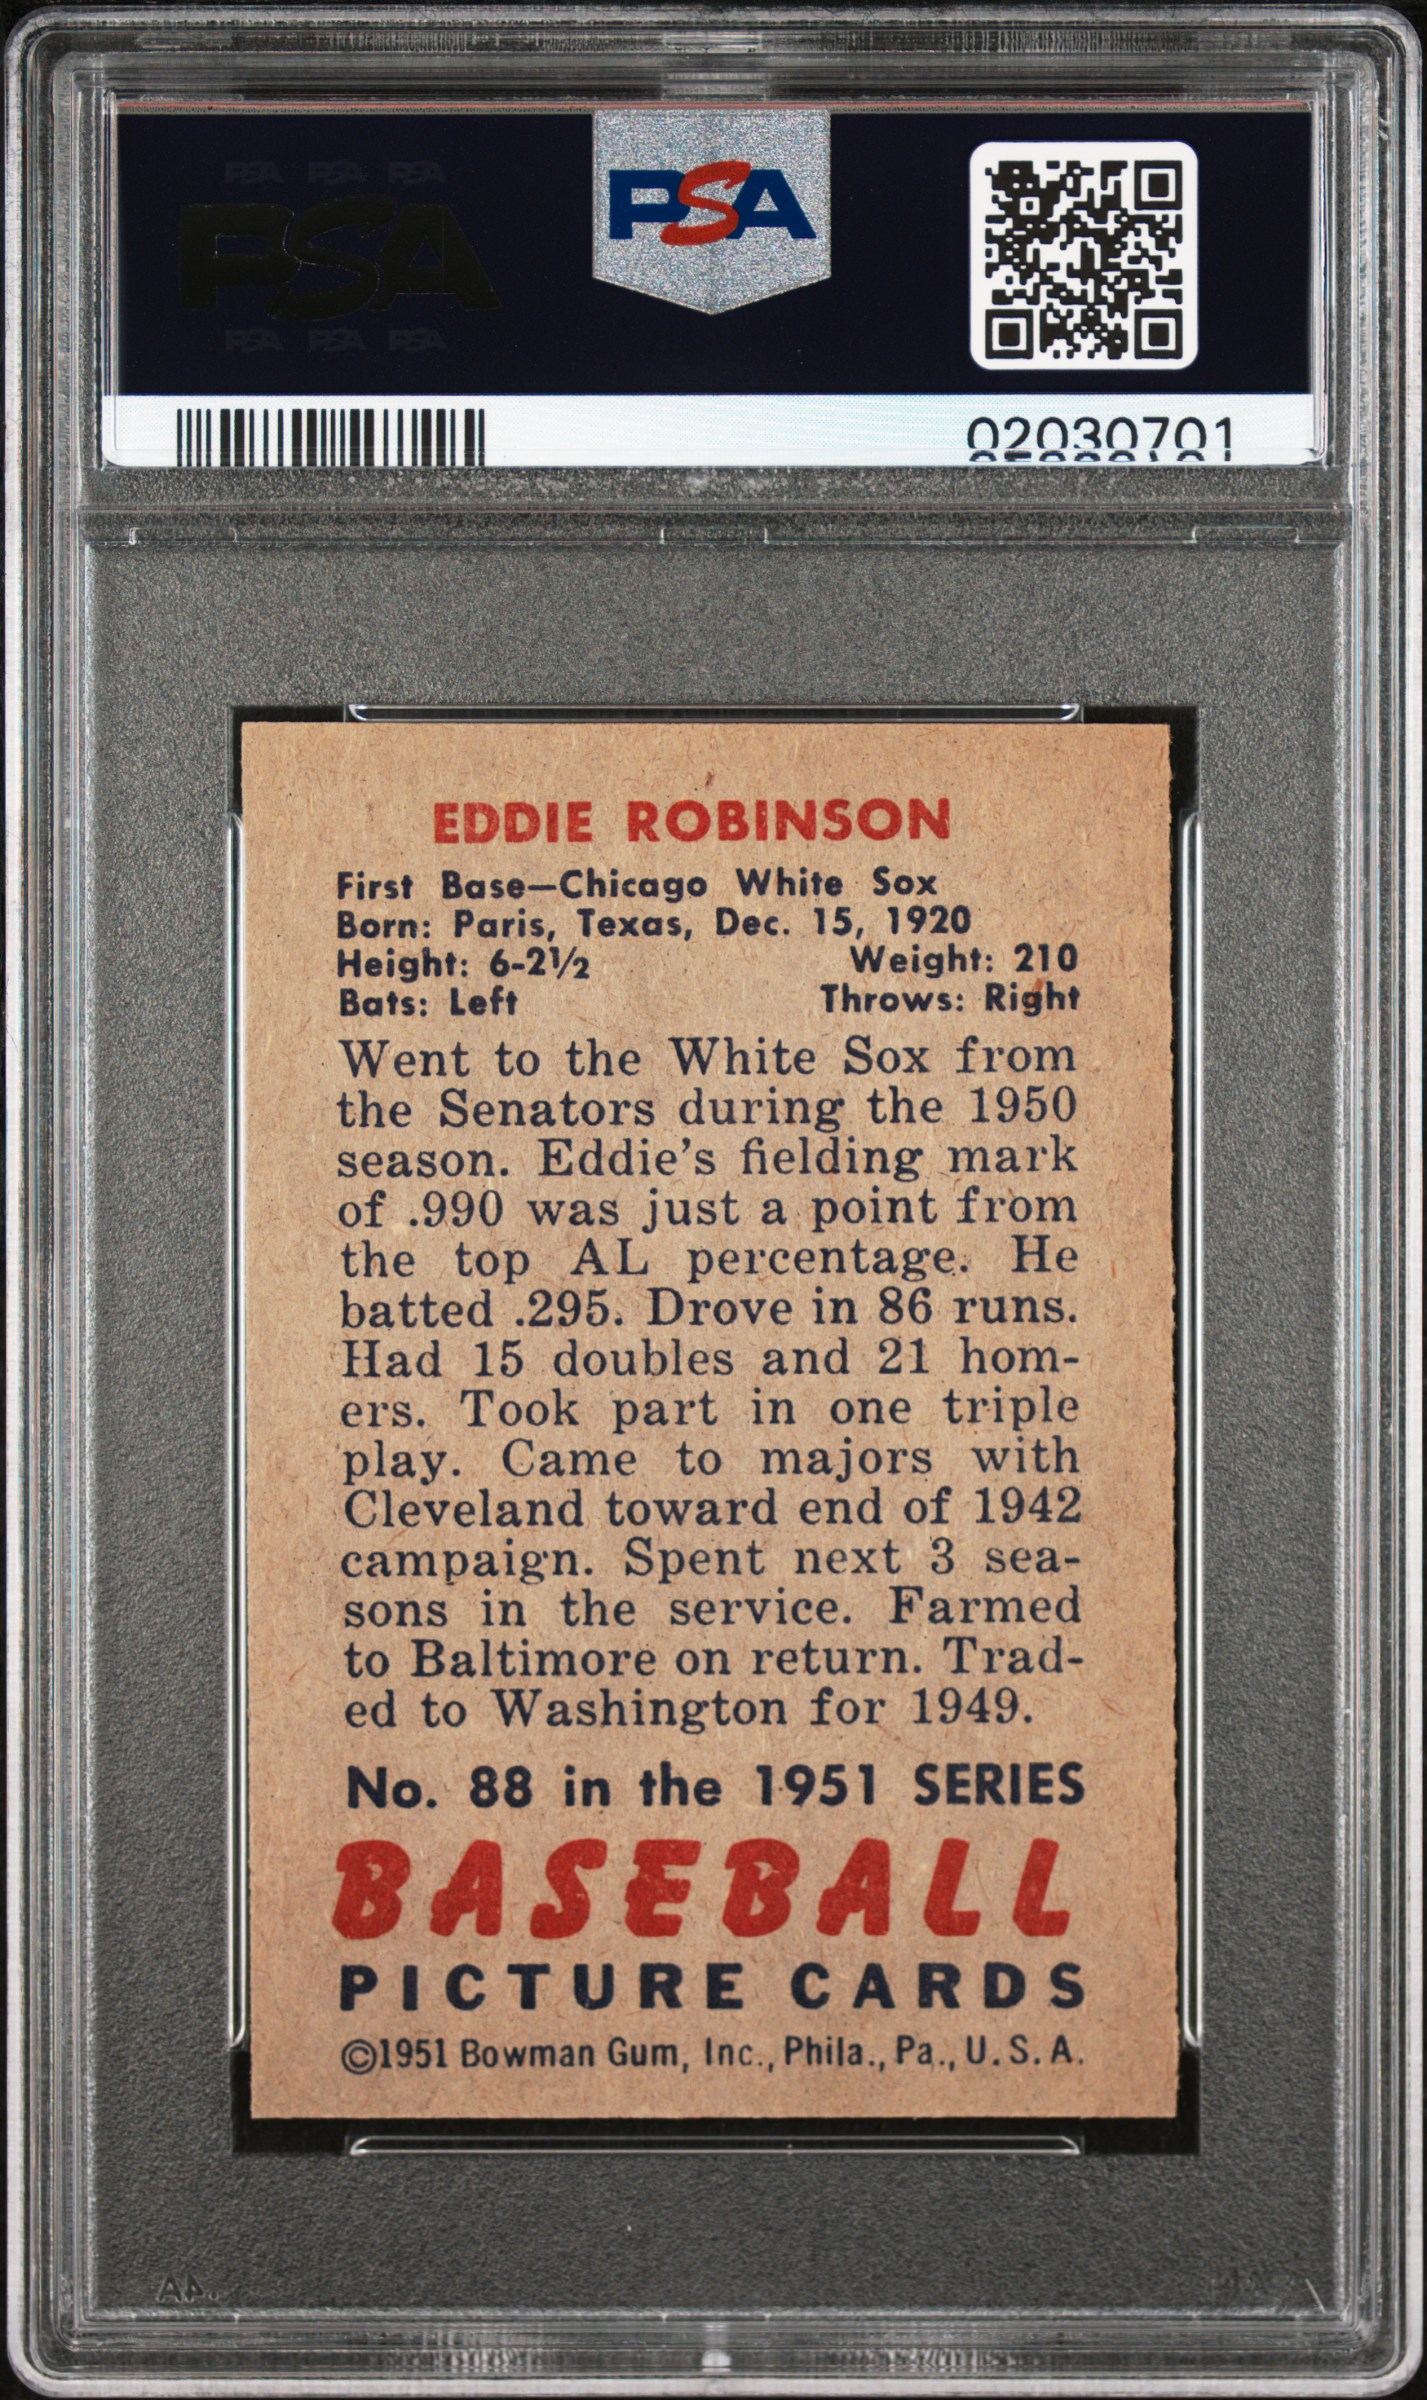 PSA PSA PSA
PSA
PSA PSA PSA
PSA
02030701
EDDIE ROBINSON
First Base—Chicago White Sox
Born: Paris, Texas, Dec. 15, 1920
Height: 6-2½ Weight: 210
Bats: Left Throws: Right
Went to the White Sox from
the Senators during the 1950
season. Eddie's fielding mark
of .990 was just a point from
the top AL percentage. He
batted .295. Drove in 86 runs.
Had 15 doubles and 21 hom-
ers. Took part in one triple
play. Came to majors with
Cleveland toward end of 1942
campaign. Spent next 3 sea-
sons in the service. Farmed
to Baltimore on return. Trad-
ed to Washington for 1949.
No. 88 in the 1951 SERIES
BASEBALL
PICTURE CARDS
©1951 Bowman Gum, Inc., Phila., Pa., U.S.A.